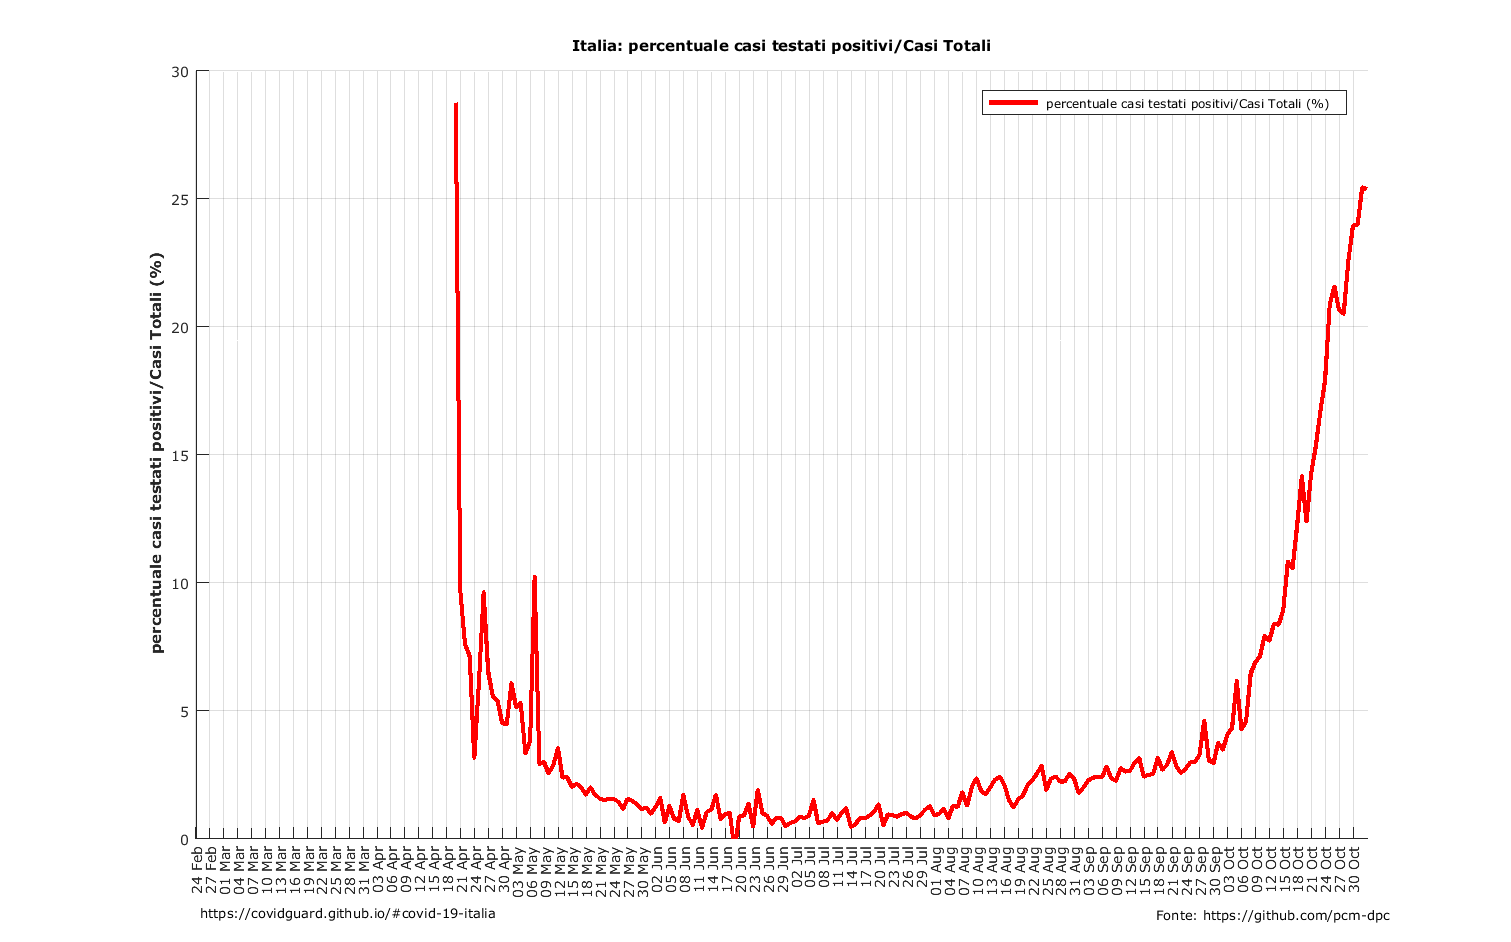 Italia: percentuale casi testati positivi/Casi Totali
percentuale casi testati positivi/Casi Totali (%)
percentuale casi testati positivi/Casi Totali (%)
30
25
20
15
10
5
0
24 Feb
27 Feb
01 Mar
04 Mar
07 Mar
10 Mar
13 Mar
16 Mar
19 Mar
22 Mar
25 Mar
28 Mar
31 Mar
03 Apr
06 Apr
09 Apr
12 Apr
15 Apr
18 Apr
21 Apr
24 Apr
27 Apr
30 Apr
03 May
06 May
09 May
12 May
15 May
18 May
21 May
24 May
27 May
30 May
02 Jun
05 Jun
08 Jun
11 Jun
14 Jun
17 Jun
20 Jun
23 Jun
26 Jun
29 Jun
02 Jul
05 Jul
08 Jul
11 Jul
14 Jul
17 Jul
20 Jul
23 Jul
26 Jul
29 Jul
01 Aug
04 Aug
07 Aug
10 Aug
13 Aug
16 Aug
19 Aug
22 Aug
25 Aug
28 Aug
31 Aug
03 Sep
06 Sep
09 Sep
12 Sep
15 Sep
18 Sep
21 Sep
24 Sep
27 Sep
30 Sep
03 Oct
06 Oct
09 Oct
12 Oct
15 Oct
18 Oct
21 Oct
24 Oct
27 Oct
30 Oct
https://covidguard.github.io/#covid-19-italia
Fonte: https://github.com/pcm-dpc